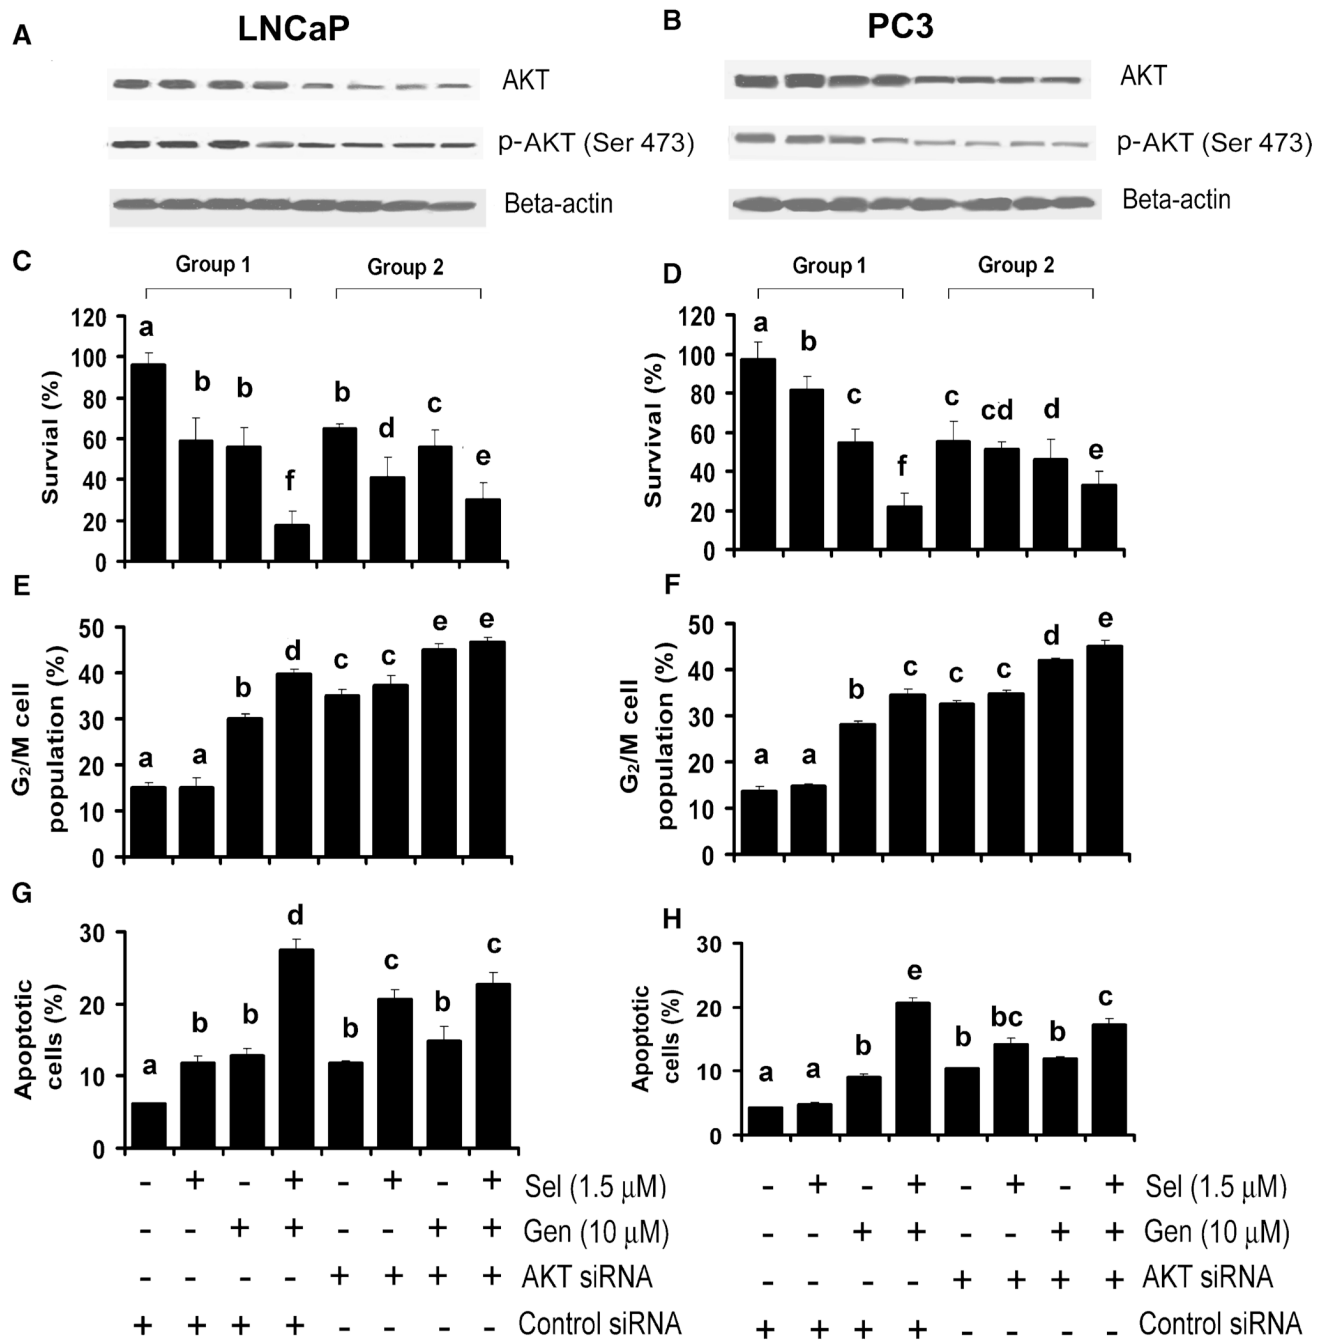 A
LNCaP
AKT
p-AKT (Ser 473)
Beta-actin
B
PC3
AKT
p-AKT (Ser 473)
Beta-actin
C
Group 1
Group 2
Survial (%)
120
100
80
60
40
20
0
a
b
b
f
b
d
c
e
D
Group 1
Group 2
Survival (%)
120
100
80
60
40
20
0
a
b
c
f
c
cd
d
e
E
G₂/M cell
population (%)
50
40
30
20
10
0
a
a
b
d
c
c
e
e
F
G₂/M cell
population (%)
50
40
30
20
10
0
a
a
b
c
c
c
d
e
G
Apoptotic
cells (%)
30
20
10
0
a
b
b
d
b
c
b
c
- + - + - + - + Sel (1.5 µM)
- - + + - - + + Gen (10 µM)
- - - - + + + + AKT siRNA
+ + + + - - - - Control siRNA
H
Apoptotic
cells (%)
30
20
10
0
a
a
b
e
b
bc
b
c
- + - + - + - + Sel (1.5 µM)
- - + + - - + + Gen (10 µM)
- - - - + + + + AKT siRNA
+ + + + - - - - Control siRNA